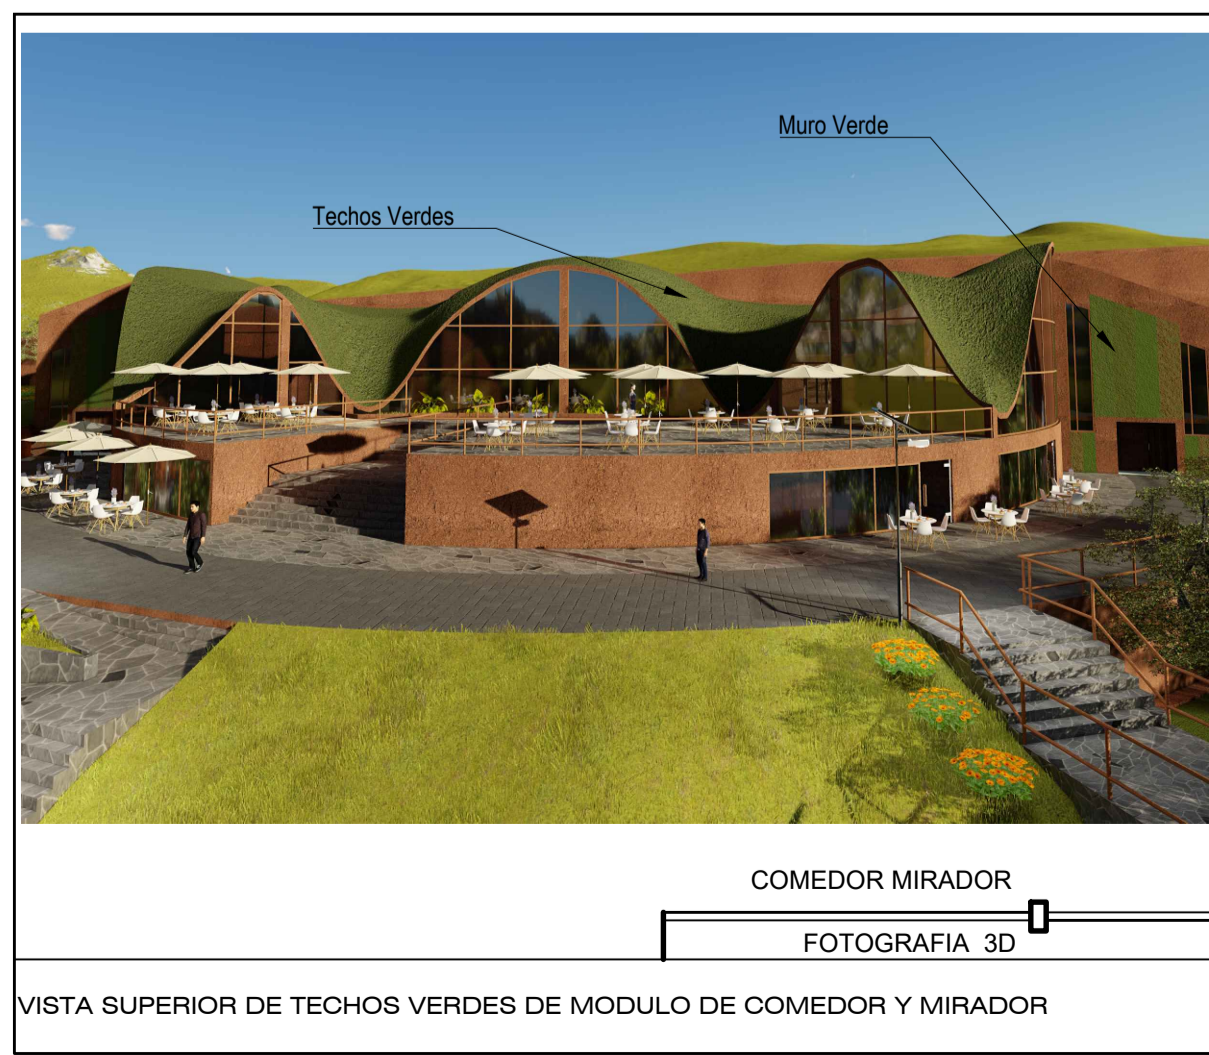 Muro Verde
Techos Verdes
COMEDOR MIRADOR
FOTOGRAFIA 3D
VISTA SUPERIOR DE TECHOS VERDES DE MODULO DE COMEDOR Y MIRADOR